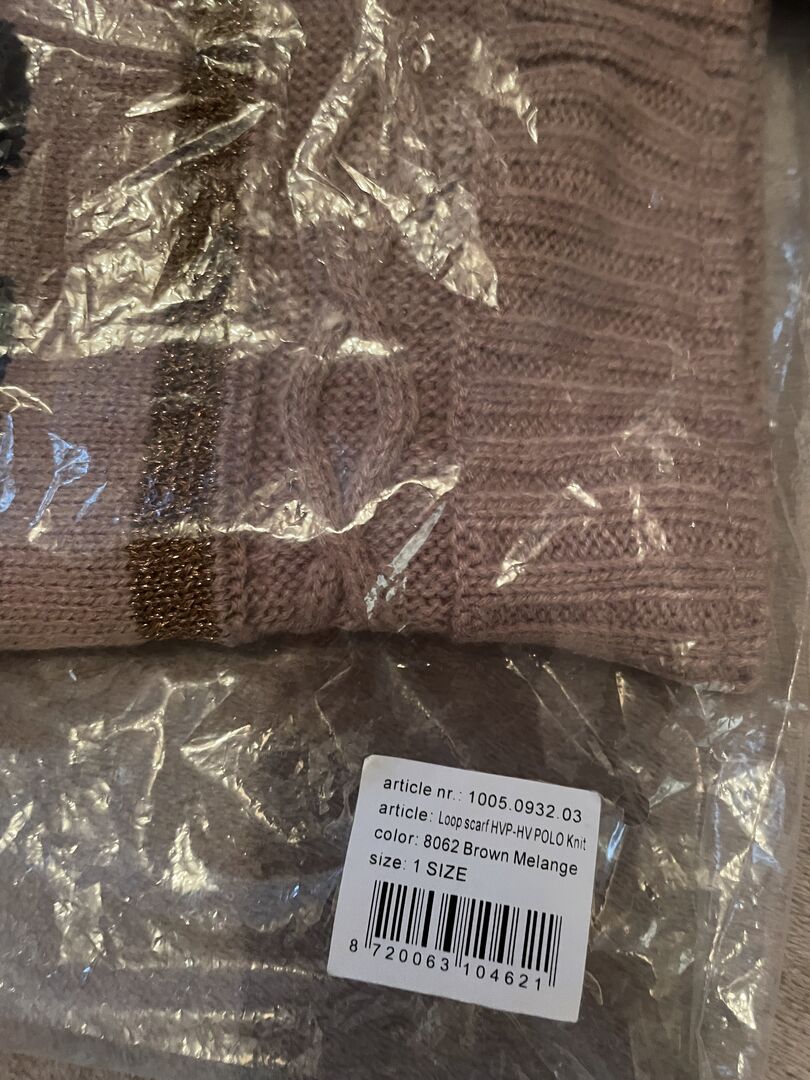 article nr.: 1005.0932.03
article: Loop scarf HVP-HV POLO Knit
color: 8062 Brown Melange
size: 1 SIZE
8 720063 104621